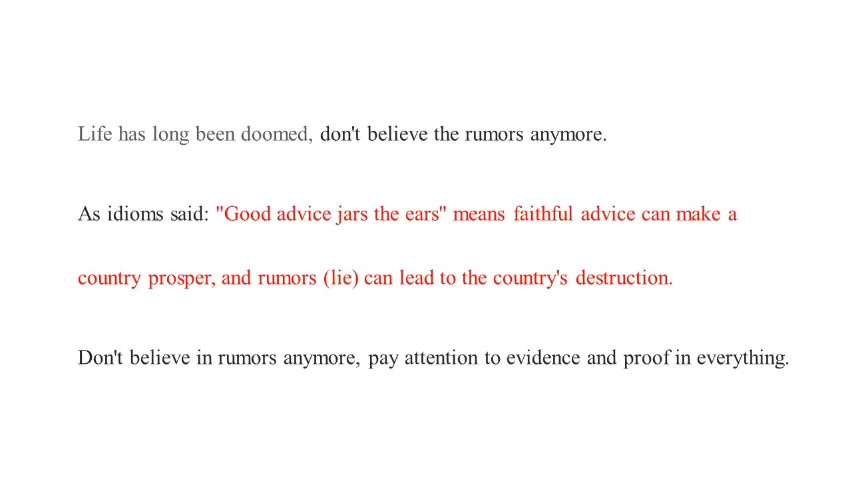 Life has long been doomed, don't believe the rumors anymore.
As idioms said: "Good advice jars the ears" means faithful advice can make a
country prosper, and rumors (lie) can lead to the country's destruction.
Don't believe in rumors anymore, pay attention to evidence and proof in everything.